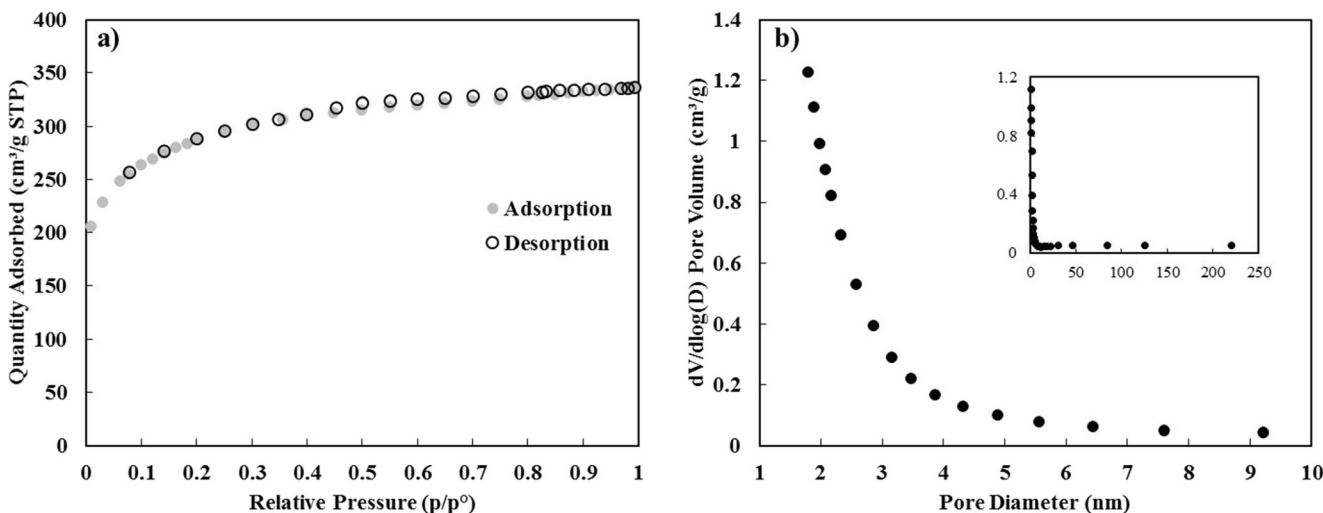 a)
Quantity Adsorbed (cm³/g STP)
400
350
300
250
200
300
100
50
0
0 0.1 0.2 0.3 0.4 0.5 0.6 0.7 0.8 0.9 1
Relative Pressure (p/p°)
Adsorption
Desorption
b)
dV/dlog(D) Pore Volume (cm³/g)
1.4
1.2
1
0.8
0.6
0.4
0.2
0
1 2 3 4 5 6 7 8 9 10
Pore Diameter (nm)
1.2
0.8
0.4
0
0 50 100 150 200 250